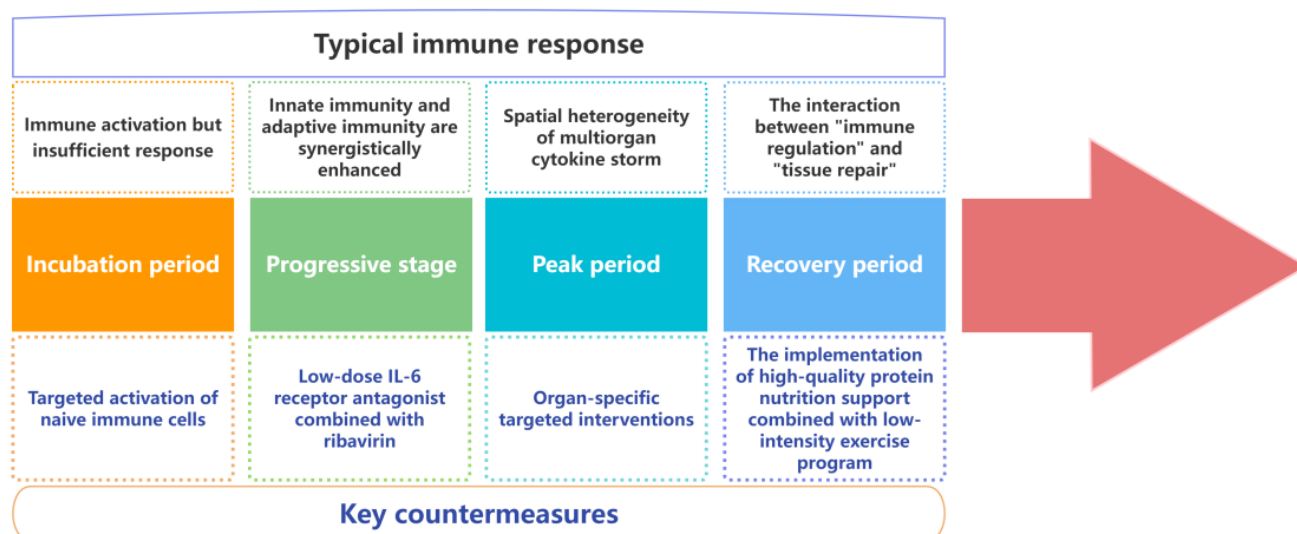 Typical immune response
Immune activation but
insufficient response
Innate immunity and
adaptive immunity are
synergistically
enhanced
Spatial heterogeneity
of multiorgan
cytokine storm
The interaction
between "immune
regulation" and
"tissue repair"
Incubation period
Progressive stage
Peak period
Recovery period
Targeted activation of
naive immune cells
Low-dose IL-6
receptor antagonist
combined with
ribavirin
Organ-specific
targeted interventions
The implementation
of high-quality protein
nutrition support
combined with low-
intensity exercise
program
Key countermeasures